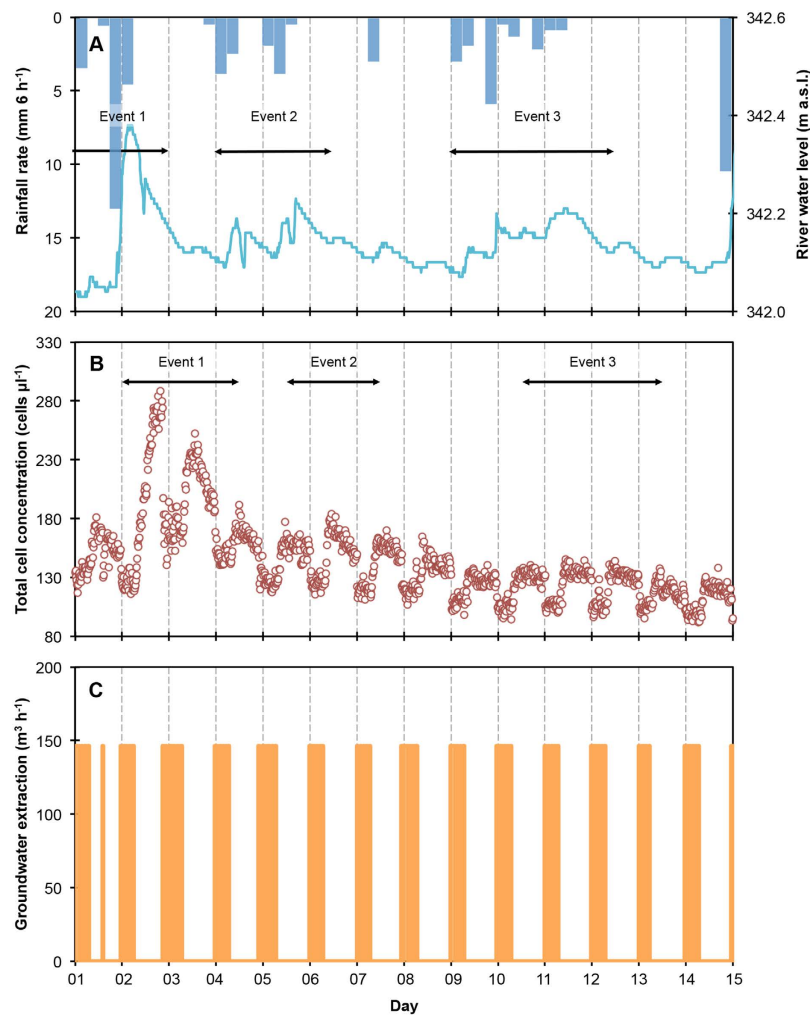 A
Rainfall rate (mm 6 h⁻¹)
0
5
10
15
20
Event 1
Event 2
Event 3
342.6
342.4
342.2
342.0
River water level (m a.s.l.)
B
Total cell concentration (cells µl⁻¹)
330
280
230
180
130
80
Event 1
Event 2
Event 3
C
Groundwater extraction (m³ h⁻¹)
200
150
100
50
0
01 02 03 04 05 06 07 08 09 10 11 12 13 14 15
Day